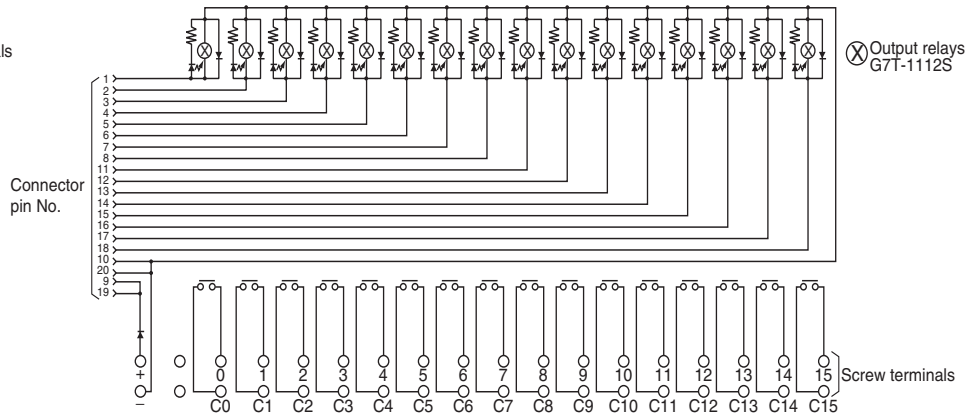 als
Output relays
G7T-1112S
1
2
3
4
5
6
7
8
11
12
13
14
15
16
17
18
10
20
9
19
Connector
pin No.
+ 0 1 2 3 4 5 6 7 8 9 10 11 12 13 14 15
Screw terminals
– C0 C1 C2 C3 C4 C5 C6 C7 C8 C9 C10 C11 C12 C13 C14 C15